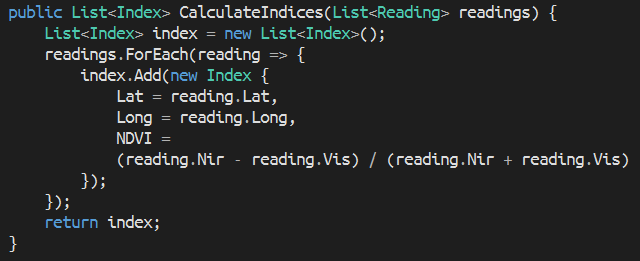 public List<Index> CalculateIndices(List<Reading> readings) {
    List<Index> index = new List<Index>();
    readings.ForEach(reading => {
        index.Add(new Index {
            Lat = reading.Lat,
            Long = reading.Long,
            NDVI =
            (reading.Nir - reading.Vis) / (reading.Nir + reading.Vis)
        });
    });
    return index;
}